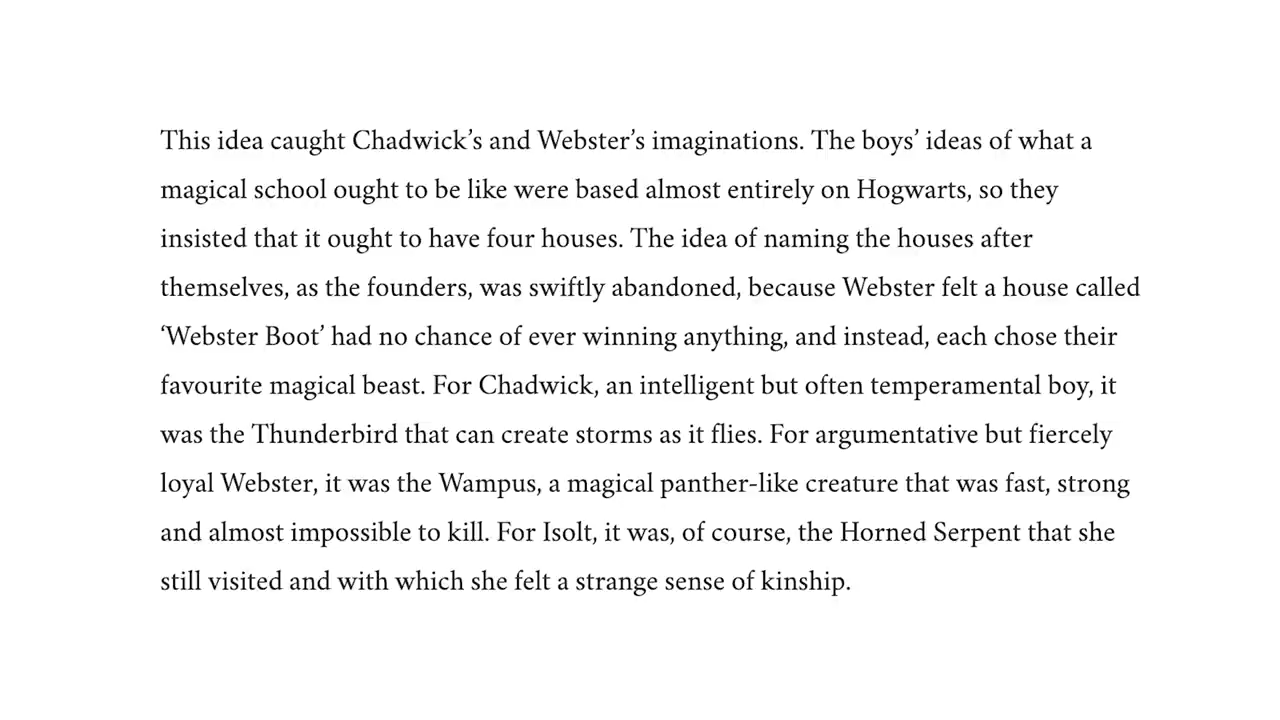 This idea caught Chadwick’s and Webster’s imaginations. The boys’ ideas of what a
magical school ought to be like were based almost entirely on Hogwarts, so they
insisted that it ought to have four houses. The idea of naming the houses after
themselves, as the founders, was swiftly abandoned, because Webster felt a house called
‘Webster Boot’ had no chance of ever winning anything, and instead, each chose their
favourite magical beast. For Chadwick, an intelligent but often temperamental boy, it
was the Thunderbird that can create storms as it flies. For argumentative but fiercely
loyal Webster, it was the Wampus, a magical panther-like creature that was fast, strong
and almost impossible to kill. For Isolt, it was, of course, the Horned Serpent that she
still visited and with which she felt a strange sense of kinship.